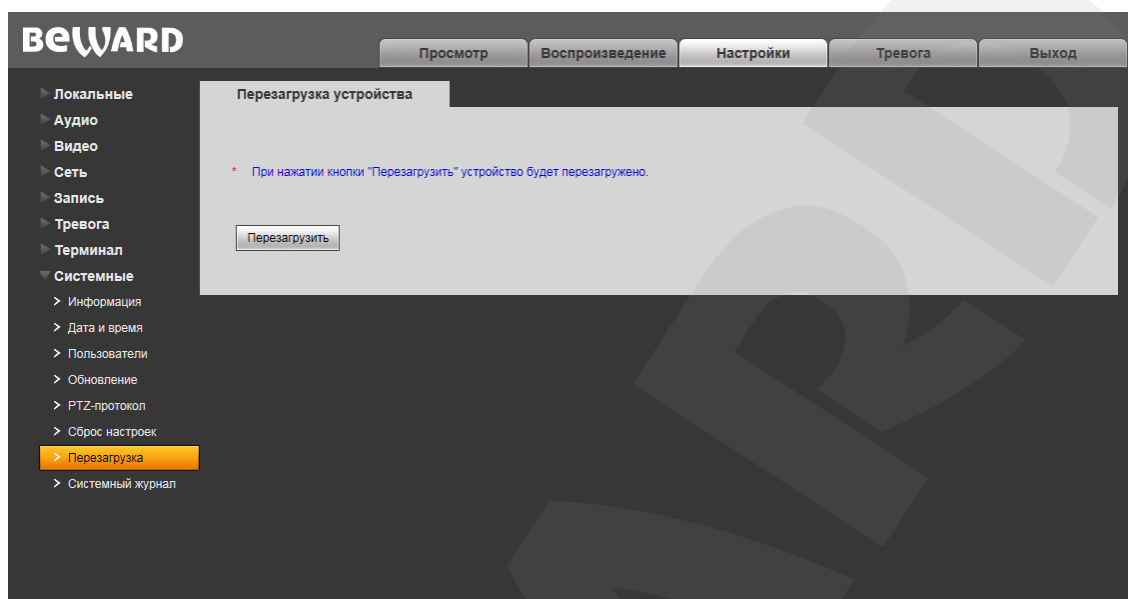 BEWARD
Просмотр
Воспроизведение
Настройки
Тревога
Выход
Локальные
Аудио
Видео
Сеть
Запись
Тревога
Терминал
Системные
> Информация
> Дата и время
> Пользователи
> Обновление
> PTZ-протокол
> Сброс настроек
> Перезагрузка
> Системный журнал
Перезагрузка устройства
* При нажатии кнопки "Перезагрузить" устройство будет перезагружено.
Перезагрузить